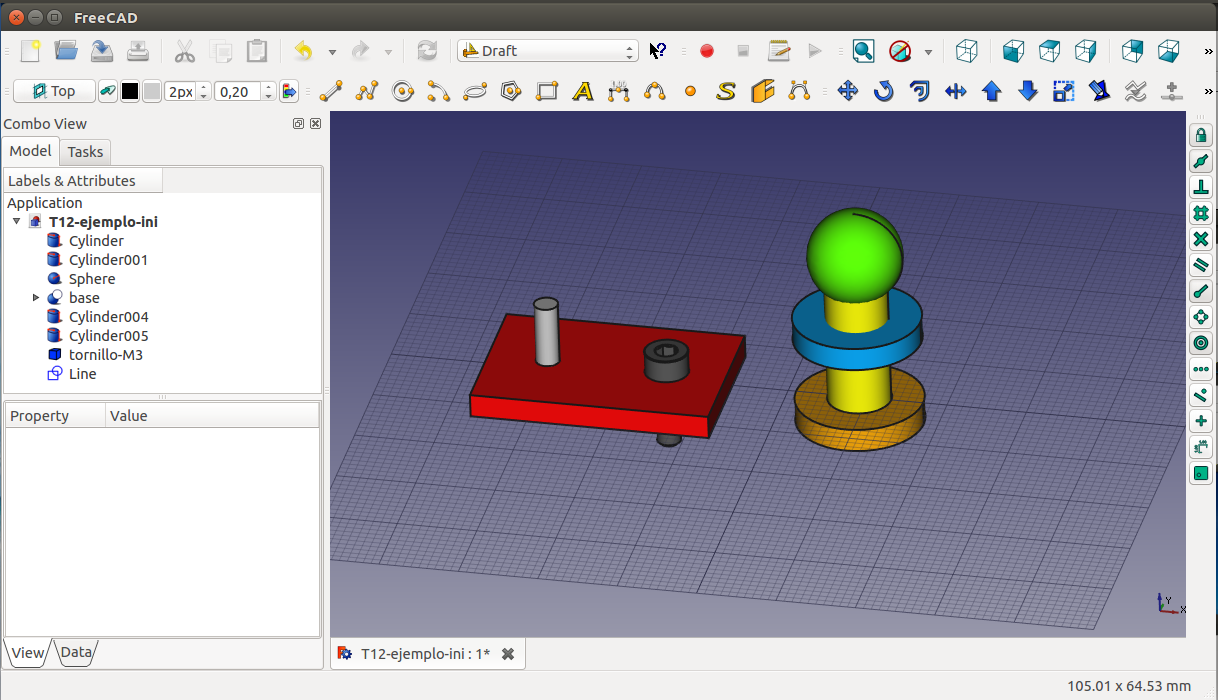 FreeCAD
Draft
Top
2px
0,20
Combo View
Model
Tasks
Labels & Attributes
Application
T12-ejemplo-ini
Cylinder
Cylinder001
Sphere
base
Cylinder004
Cylinder005
tornillo-M3
Line
Property
Value
View
Data
Y
X
T12-ejemplo-ini : 1*
105.01 x 64.53 mm